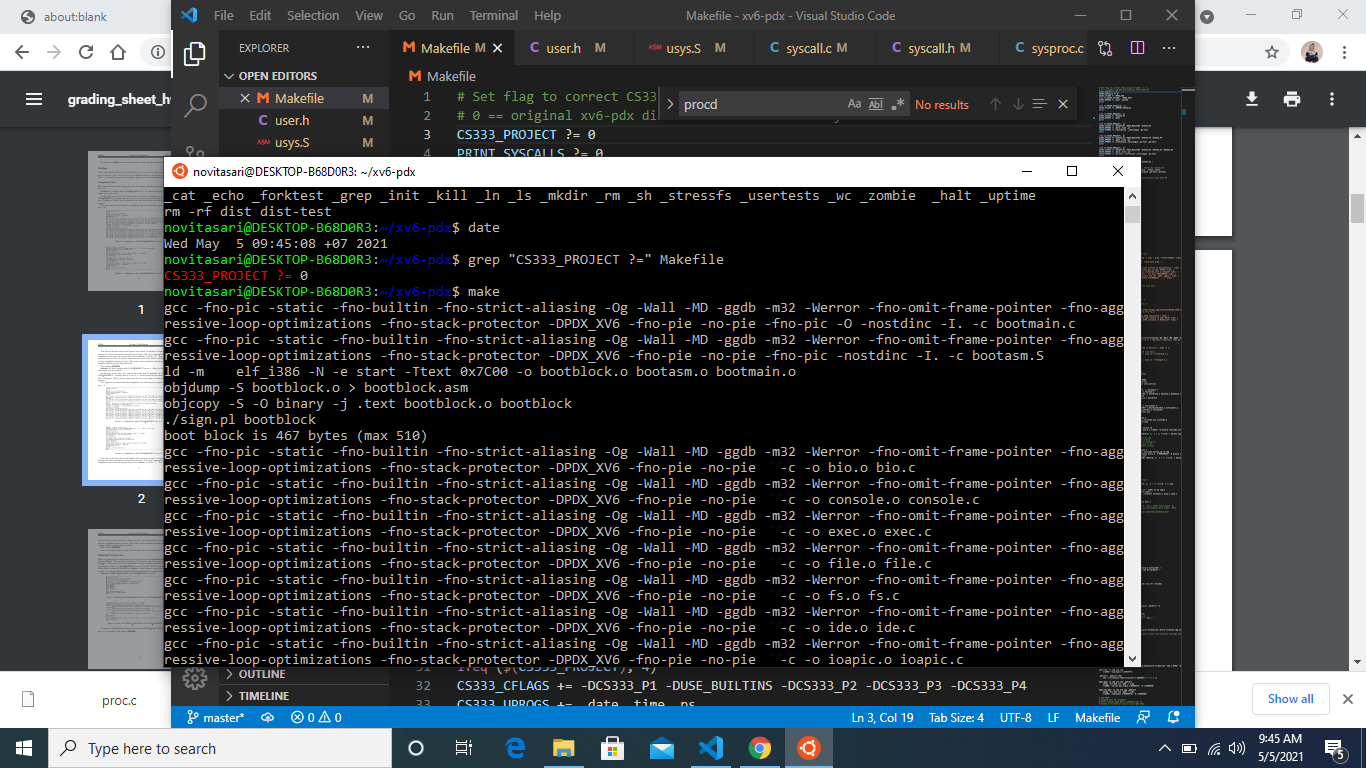 about:blank
File Edit Selection View Go Run Terminal Help
Makefile - xv6-pdx - Visual Studio Code
EXPLORER
Makefile M
user.h M
usys.S M
syscall.c M
syscall.h M
sysproc.c
grading_sheet_h
OPEN EDITORS
Makefile M
user.h M
usys.S M
Makefile
1 # Set flag to correct CS33
2 # 0 == original xv6-pdx di
3 CS333_PROJECT ?= 0
4 PRINT_SYSCALLS ?= 0
procd
Aa Abl .*
No results
novitasari@DESKTOP-B68D0R3: ~/xv6-pdx
_cat _echo _forktest _grep _init _kill _ln _ls _mkdir _rm _sh _stressfs _usertests _wc _zombie  _halt _uptime
rm -rf dist dist-test
novitasari@DESKTOP-B68D0R3:~/xv6-pdx$ date
Wed May  5 09:45:08 +07 2021
novitasari@DESKTOP-B68D0R3:~/xv6-pdx$ grep "CS333_PROJECT ?=" Makefile
CS333_PROJECT ?= 0
novitasari@DESKTOP-B68D0R3:~/xv6-pdx$ make
gcc -fno-pic -static -fno-builtin -fno-strict-aliasing -Og -Wall -MD -ggdb -m32 -Werror -fno-omit-frame-pointer -fno-agg
ressive-loop-optimizations -fno-stack-protector -DPDX_XV6 -fno-pie -no-pie -fno-pic -O -nostdinc -I. -c bootmain.c
gcc -fno-pic -static -fno-builtin -fno-strict-aliasing -Og -Wall -MD -ggdb -m32 -Werror -fno-omit-frame-pointer -fno-agg
ressive-loop-optimizations -fno-stack-protector -DPDX_XV6 -fno-pie -no-pie -fno-pic -nostdinc -I. -c bootasm.S
ld -m    elf_i386 -N -e start -Ttext 0x7C00 -o bootblock.o bootasm.o bootmain.o
objdump -S bootblock.o > bootblock.asm
objcopy -S -O binary -j .text bootblock.o bootblock
./sign.pl bootblock
boot block is 467 bytes (max 510)
gcc -fno-pic -static -fno-builtin -fno-strict-aliasing -Og -Wall -MD -ggdb -m32 -Werror -fno-omit-frame-pointer -fno-agg
ressive-loop-optimizations -fno-stack-protector -DPDX_XV6 -fno-pie -no-pie   -c -o bio.o bio.c
gcc -fno-pic -static -fno-builtin -fno-strict-aliasing -Og -Wall -MD -ggdb -m32 -Werror -fno-omit-frame-pointer -fno-agg
ressive-loop-optimizations -fno-stack-protector -DPDX_XV6 -fno-pie -no-pie   -c -o console.o console.c
gcc -fno-pic -static -fno-builtin -fno-strict-aliasing -Og -Wall -MD -ggdb -m32 -Werror -fno-omit-frame-pointer -fno-agg
ressive-loop-optimizations -fno-stack-protector -DPDX_XV6 -fno-pie -no-pie   -c -o exec.o exec.c
gcc -fno-pic -static -fno-builtin -fno-strict-aliasing -Og -Wall -MD -ggdb -m32 -Werror -fno-omit-frame-pointer -fno-agg
ressive-loop-optimizations -fno-stack-protector -DPDX_XV6 -fno-pie -no-pie   -c -o file.o file.c
gcc -fno-pic -static -fno-builtin -fno-strict-aliasing -Og -Wall -MD -ggdb -m32 -Werror -fno-omit-frame-pointer -fno-agg
ressive-loop-optimizations -fno-stack-protector -DPDX_XV6 -fno-pie -no-pie   -c -o fs.o fs.c
gcc -fno-pic -static -fno-builtin -fno-strict-aliasing -Og -Wall -MD -ggdb -m32 -Werror -fno-omit-frame-pointer -fno-agg
ressive-loop-optimizations -fno-stack-protector -DPDX_XV6 -fno-pie -no-pie   -c -o ide.o ide.c
gcc -fno-pic -static -fno-builtin -fno-strict-aliasing -Og -Wall -MD -ggdb -m32 -Werror -fno-omit-frame-pointer -fno-agg
ressive-loop-optimizations -fno-stack-protector -DPDX_XV6 -fno-pie -no-pie   -c -o ioapic.o ioapic.c
1
2
OUTLINE
TIMELINE
32 CS333_CFLAGS += -DCS333_P1 -DUSE_BUILTINS -DCS333_P2 -DCS333_P3 -DCS333_P4
33 CS333_UPROGS += _date _time _ps
proc.c
Show all
master* 0 0
Ln 3, Col 19 Tab Size: 4 UTF-8 LF Makefile
Type here to search
9:45 AM
5/5/2021
5